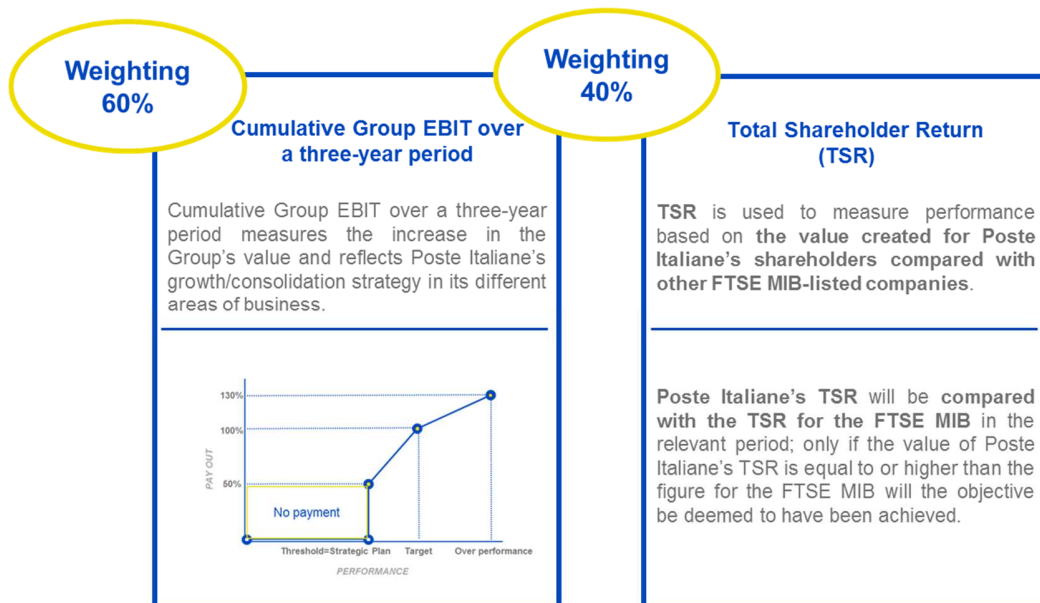 Weighting
60%
Cumulative Group EBIT over
a three-year period
Cumulative Group EBIT over a three-year
period measures the increase in the
Group's value and reflects Poste Italiane's
growth/consolidation strategy in its different
areas of business.
130%
100%
50%
PAY OUT
No payment
Threshold=Strategic Plan
Target
Over performance
PERFORMANCE
Weighting
40%
Total Shareholder Return
(TSR)
TSR is used to measure performance
based on the value created for Poste
Italiane's shareholders compared with
other FTSE MIB-listed companies.
Poste Italiane's TSR will be compared
with the TSR for the FTSE MIB in the
relevant period; only if the value of Poste
Italiane's TSR is equal to or higher than the
figure for the FTSE MIB will the objective
be deemed to have been achieved.